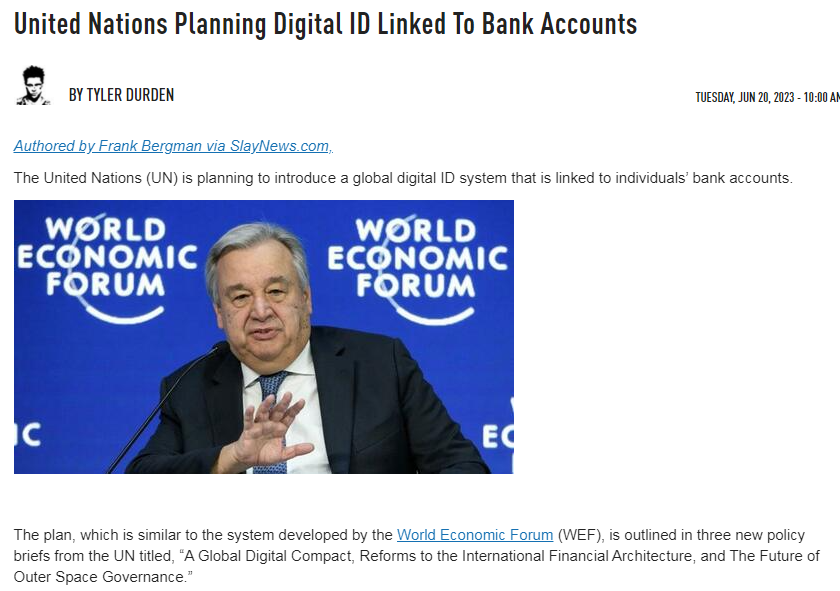 United Nations Planning Digital ID Linked To Bank Accounts
BY TYLER DURDEN
TUESDAY, JUN 20, 2023 - 10:00 AM
Authored by Frank Bergman via SlayNews.com,
The United Nations (UN) is planning to introduce a global digital ID system that is linked to individuals’ bank accounts.
WORLD
ECONOMIC
FORUM
WORLD
ECONOMIC
FORUM
IC
EC
The plan, which is similar to the system developed by the World Economic Forum (WEF), is outlined in three new policy
briefs from the UN titled, “A Global Digital Compact, Reforms to the International Financial Architecture, and The Future of
Outer Space Governance.”